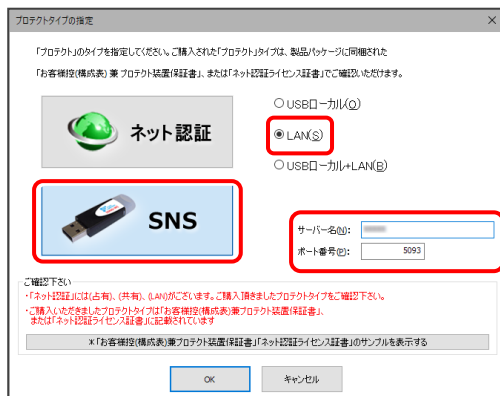 プロテクトタイプの指定
「プロテクト」のタイプを指定してください。ご購入された「プロテクト」タイプは、製品パッケージに同梱された
「お客様控(構成表) 兼 プロテクト装置保証書」、または「ネット認証ライセンス証書」でご確認いただけます。
ネット認証
USBローカル(O)
LAN(S)
USBローカル+LAN(B)
SNS
サーバー名(N):
ポート番号(P): 5093
ご確認下さい
・「ネット認証」には(占有)、(共有)、(LAN)がございます。ご購入頂きましたプロテクトタイプをご確認下さい。
・ご購入いただきましたプロテクトタイプは「お客様控(構成表)兼プロテクト装置保証書」、
または「ネット認証ライセンス証書」に記載されています
*「お客様控(構成表)兼プロテクト装置保証書」「ネット認証ライセンス証書」のサンプルを表示する
OK
キャンセル